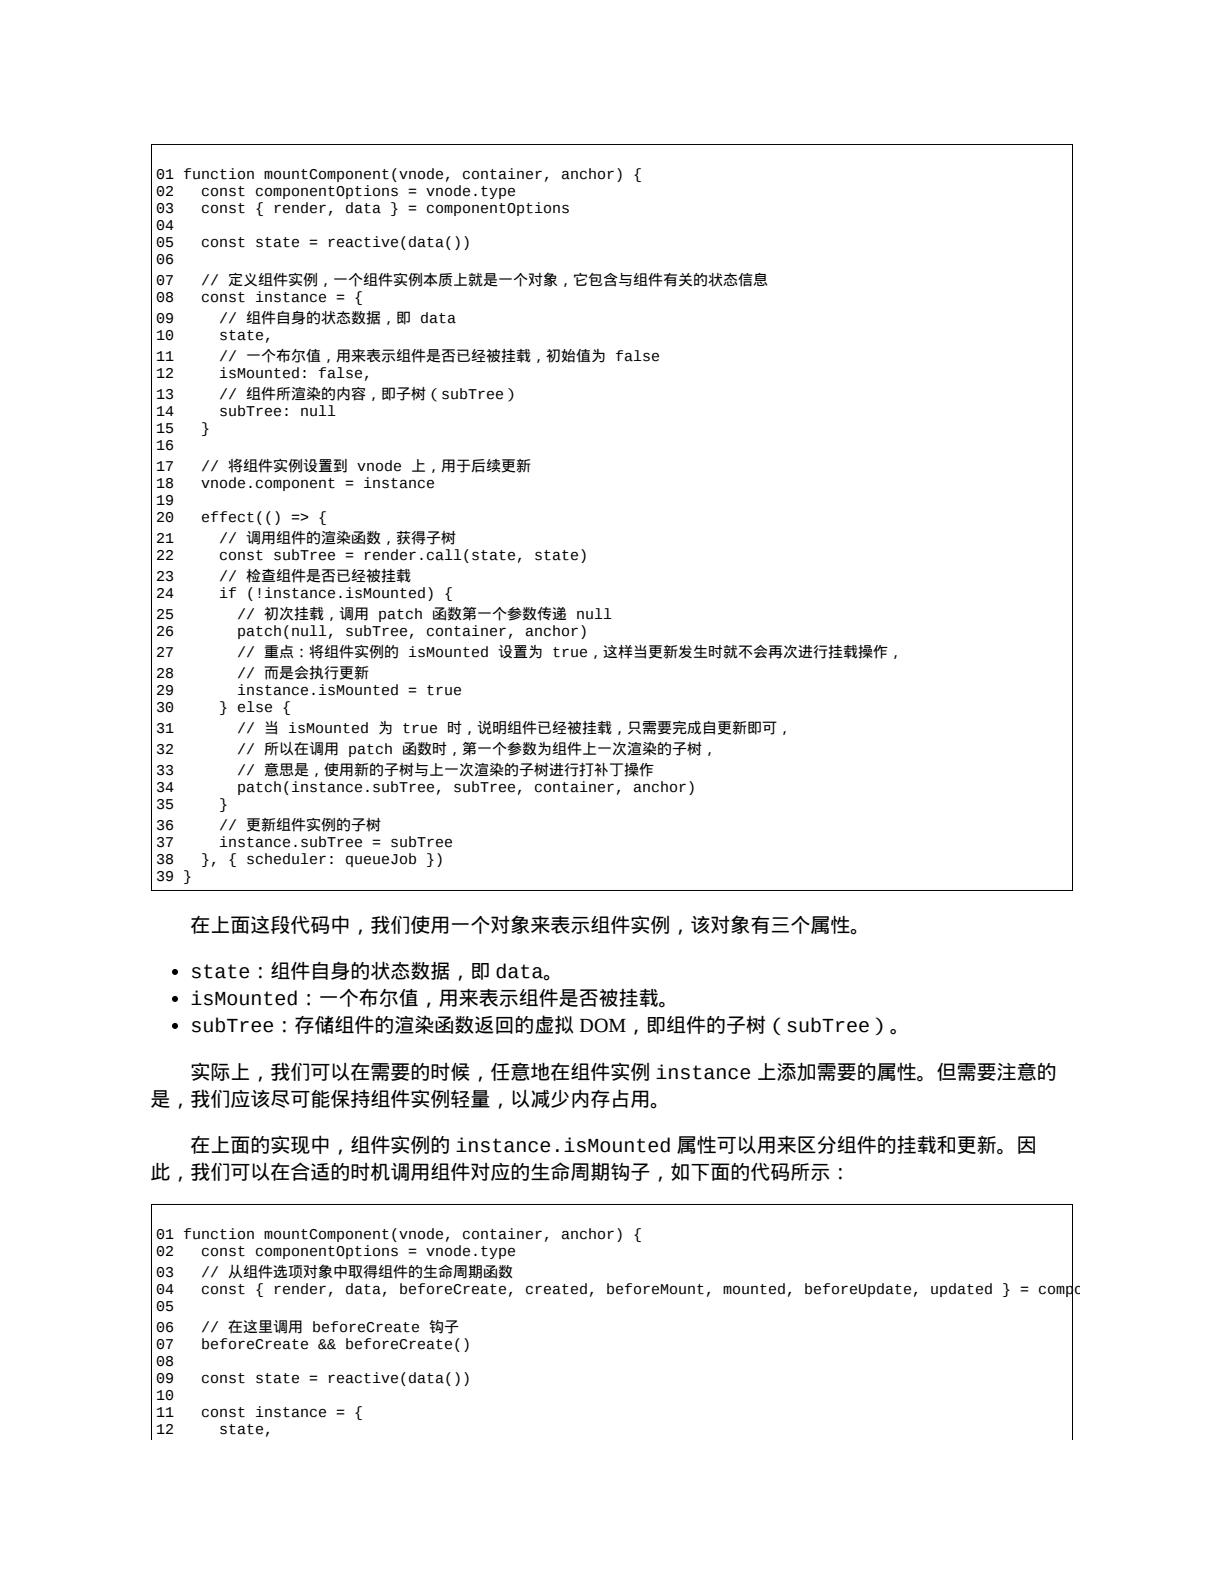 01 function mountComponent(vnode, container, anchor) {
02   const componentOptions = vnode.type
03   const { render, data } = componentOptions
04
05   const state = reactive(data())
06
07   // 定义组件实例，一个组件实例本质上就是一个对象，它包含与组件有关的状态信息
08   const instance = {
09     // 组件自身的状态数据，即 data
10     state,
11     // 一个布尔值，用来表示组件是否已经被挂载，初始值为 false
12     isMounted: false,
13     // 组件所渲染的内容，即子树（subTree）
14     subTree: null
15   }
16
17   // 将组件实例设置到 vnode 上，用于后续更新
18   vnode.component = instance
19
20   effect(() => {
21     // 调用组件的渲染函数，获得子树
22     const subTree = render.call(state, state)
23     // 检查组件是否已经被挂载
24     if (!instance.isMounted) {
25       // 初次挂载，调用 patch 函数第一个参数传递 null
26       patch(null, subTree, container, anchor)
27       // 重点：将组件实例的 isMounted 设置为 true，这样当更新发生时就不会再次进行挂载操作，
28       // 而是会执行更新
29       instance.isMounted = true
30     } else {
31       // 当 isMounted 为 true 时，说明组件已经被挂载，只需要完成自更新即可，
32       // 所以在调用 patch 函数时，第一个参数为组件上一次渲染的子树，
33       // 意思是，使用新的子树与上一次渲染的子树进行打补丁操作
34       patch(instance.subTree, subTree, container, anchor)
35     }
36     // 更新组件实例的子树
37     instance.subTree = subTree
38   }, { scheduler: queueJob })
39 }
在上面这段代码中，我们使用一个对象来表示组件实例，该对象有三个属性。
• state：组件自身的状态数据，即 data。
• isMounted：一个布尔值，用来表示组件是否被挂载。
• subTree：存储组件的渲染函数返回的虚拟 DOM，即组件的子树（subTree）。
实际上，我们可以在需要的时候，任意地在组件实例 instance 上添加需要的属性。但需要注意的
是，我们应该尽可能保持组件实例轻量，以减少内存占用。
在上面的实现中，组件实例的 instance.isMounted 属性可以用来区分组件的挂载和更新。因
此，我们可以在合适的时机调用组件对应的生命周期钩子，如下面的代码所示：
01 function mountComponent(vnode, container, anchor) {
02   const componentOptions = vnode.type
03   // 从组件选项对象中取得组件的生命周期函数
04   const { render, data, beforeCreate, created, beforeMount, mounted, beforeUpdate, updated } =
05
06   // 在这里调用 beforeCreate 钩子
07   beforeCreate && beforeCreate()
08
09   const state = reactive(data())
10
11   const instance = {
12     state,